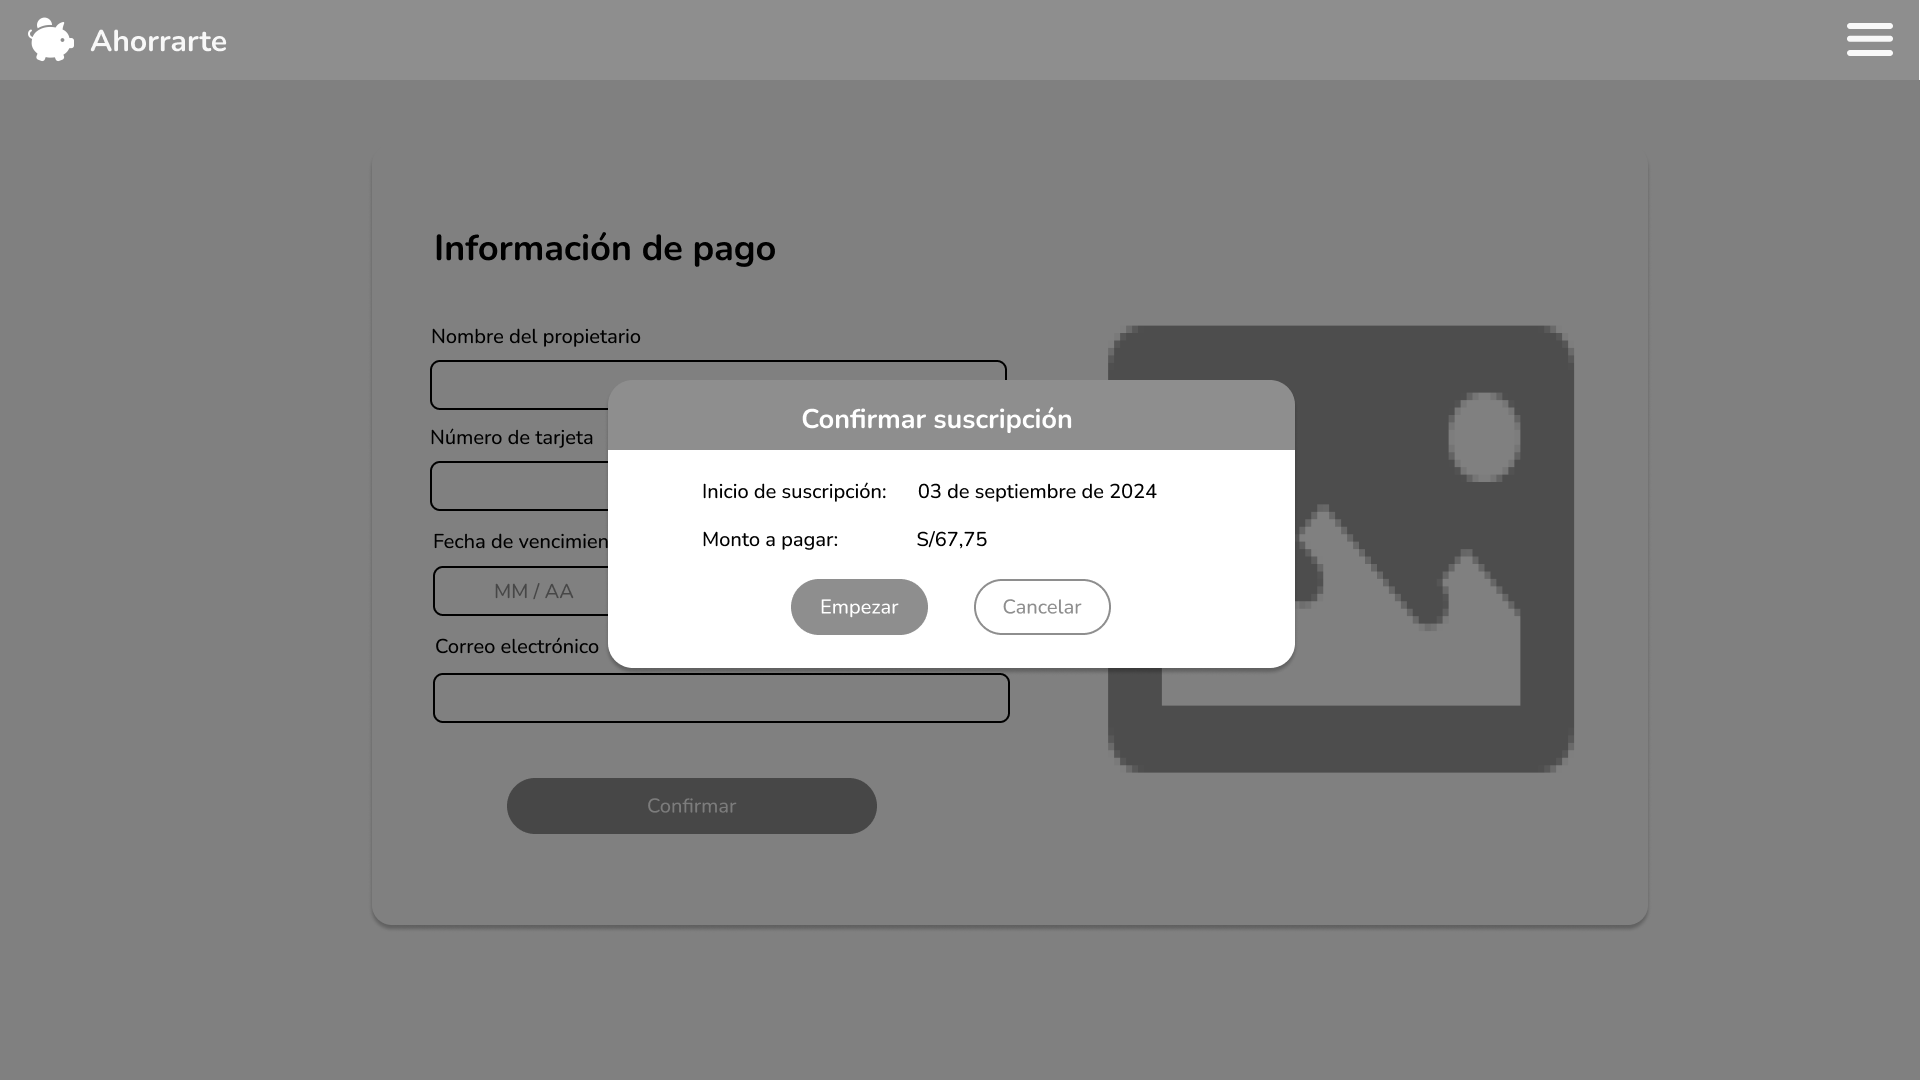 Ahorrarte
Información de pago
Nombre del propietario
Número de tarjeta
Confirmar suscripción
Inicio de suscripción: 03 de septiembre de 2024
Monto a pagar: S/67,75
Fecha de
MM / AA
Empezar Cancelar
Correo electrónico
Confirmar